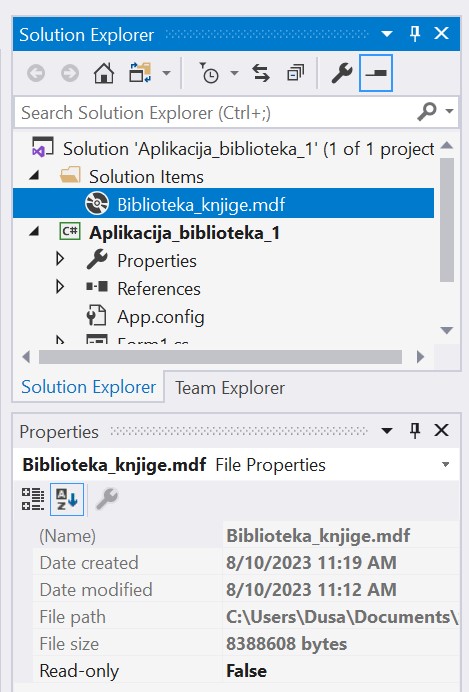 Solution Explorer
Search Solution Explorer (Ctrl+;)
Solution 'Aplikacija_biblioteka_1' (1 of 1 project
Solution Items
Biblioteka_knjige.mdf
C# Aplikacija_biblioteka_1
Properties
References
App.config
Form1.cs
Solution Explorer Team Explorer
Properties
Biblioteka_knjige.mdf File Properties
(Name) Biblioteka_knjige.mdf
Date created 8/10/2023 11:19 AM
Date modified 8/10/2023 11:12 AM
File path C:\Users\Dusa\Documents\
File size 8388608 bytes
Read-only False